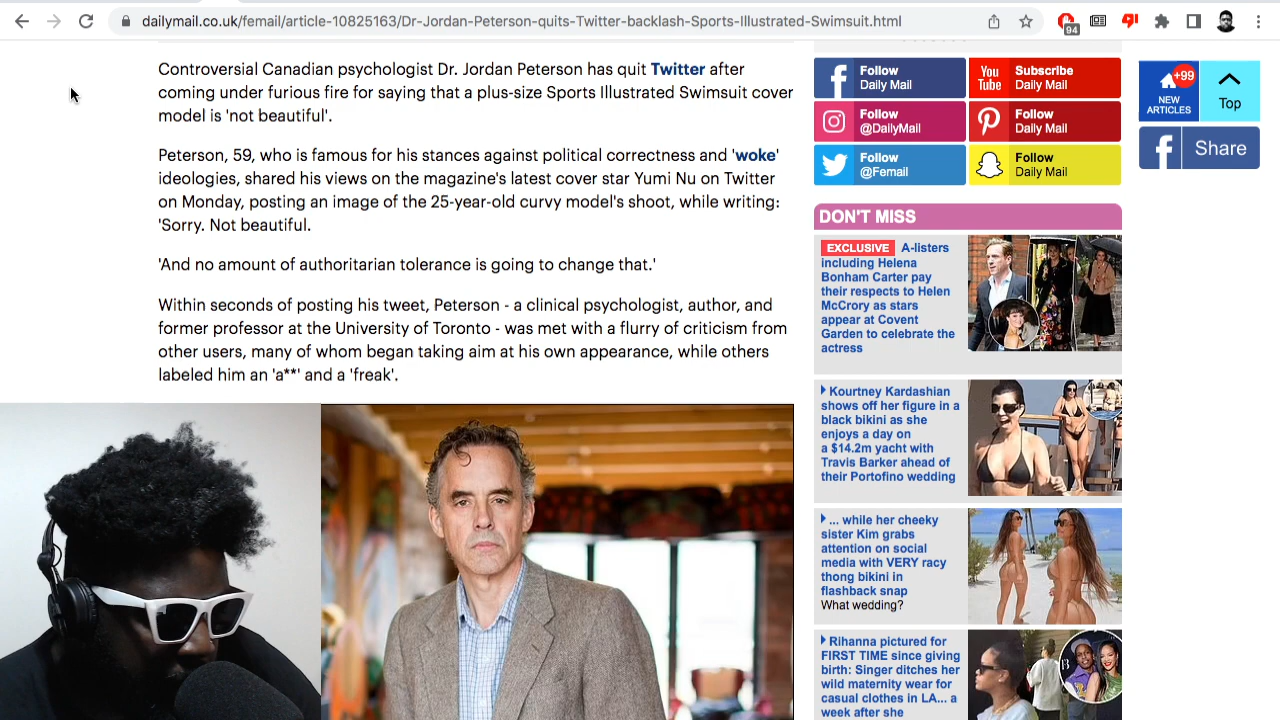 dailymail.co.uk/femail/article-10825163/Dr-Jordan-Peterson-quits-Twitter-backlash-Sports-Illustrated-Swimsuit.html
94
Controversial Canadian psychologist Dr. Jordan Peterson has quit Twitter after
coming under furious fire for saying that a plus-size Sports Illustrated Swimsuit cover
model is 'not beautiful'.
Peterson, 59, who is famous for his stances against political correctness and 'woke'
ideologies, shared his views on the magazine's latest cover star Yumi Nu on Twitter
on Monday, posting an image of the 25-year-old curvy model's shoot, while writing:
'Sorry. Not beautiful.
'And no amount of authoritarian tolerance is going to change that.'
Within seconds of posting his tweet, Peterson - a clinical psychologist, author, and
former professor at the University of Toronto - was met with a flurry of criticism from
other users, many of whom began taking aim at his own appearance, while others
labeled him an 'a**' and a 'freak'.
Follow
Daily Mail
You
Tube
Subscribe
Daily Mail
Follow
@DailyMail
Follow
Daily Mail
Follow
@Femail
Follow
Daily Mail
DON'T MISS
EXCLUSIVE A-listers
including Helena
Bonham Carter pay
their respects to Helen
McCrory as stars
appear at Covent
Garden to celebrate the
actress
Kourtney Kardashian
shows off her figure in a
black bikini as she
enjoys a day on
a $14.2m yacht with
Travis Barker ahead of
their Portofino wedding
... while her cheeky
sister Kim grabs
attention on social
media with VERY racy
thong bikini in
flashback snap
What wedding?
Rihanna pictured for
FIRST TIME since giving
birth: Singer ditches her
wild maternity wear for
casual clothes in LA... a
week after she
+99
NEW
ARTICLES
Top
Share